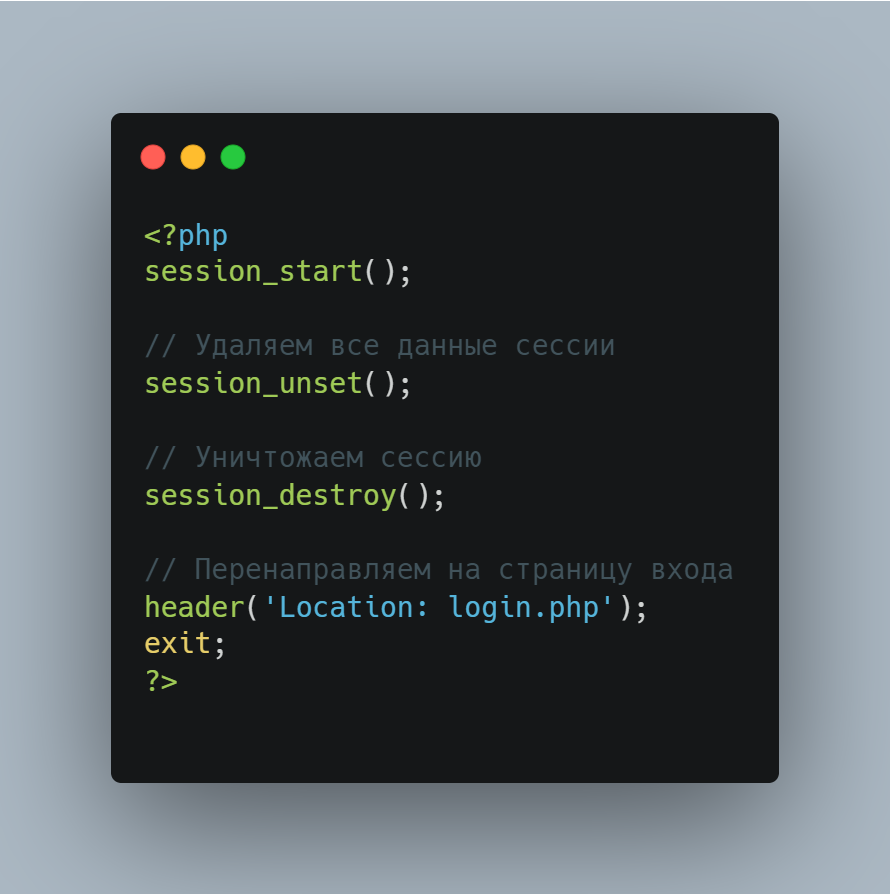 <?php
session_start();
// Удаляем все данные сессии
session_unset();
// Уничтожаем сессию
session_destroy();
// Перенаправляем на страницу входа
header('Location: login.php');
exit;
?>